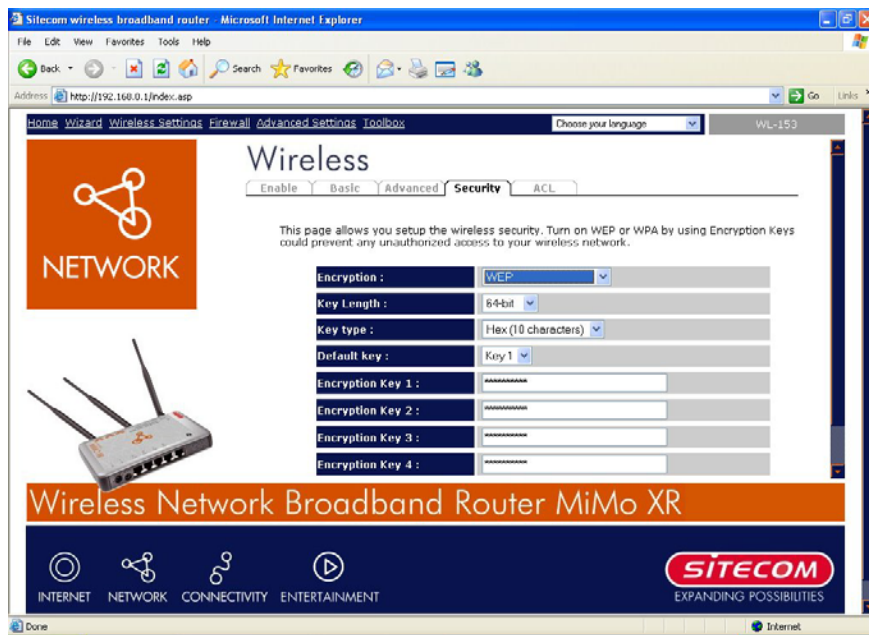 Sitecom wireless broadband router - Microsoft Internet Explorer
File Edit View Favorites Tools Help
Back Search Favorites
Address http://192.168.0.1/index.asp Go Links
Home Wizard Wireless Settings Firewall Advanced Settings Toolbox Choose your language WL-153
Wireless
Enable Basic Advanced Security ACL
This page allows you setup the wireless security. Turn on WEP or WPA by using Encryption Keys
could prevent any unauthorized access to your wireless network.
NETWORK
Encryption : WEP
Key Length : 64-bit
Key type : Hex (10 characters)
Default key : Key 1
Encryption Key 1 : **********
Encryption Key 2 : **********
Encryption Key 3 : **********
Encryption Key 4 : **********
Wireless Network Broadband Router MiMo XR
INTERNET NETWORK CONNECTIVITY ENTERTAINMENT
SITECOM
EXPANDING POSSIBILITIES
Done Internet